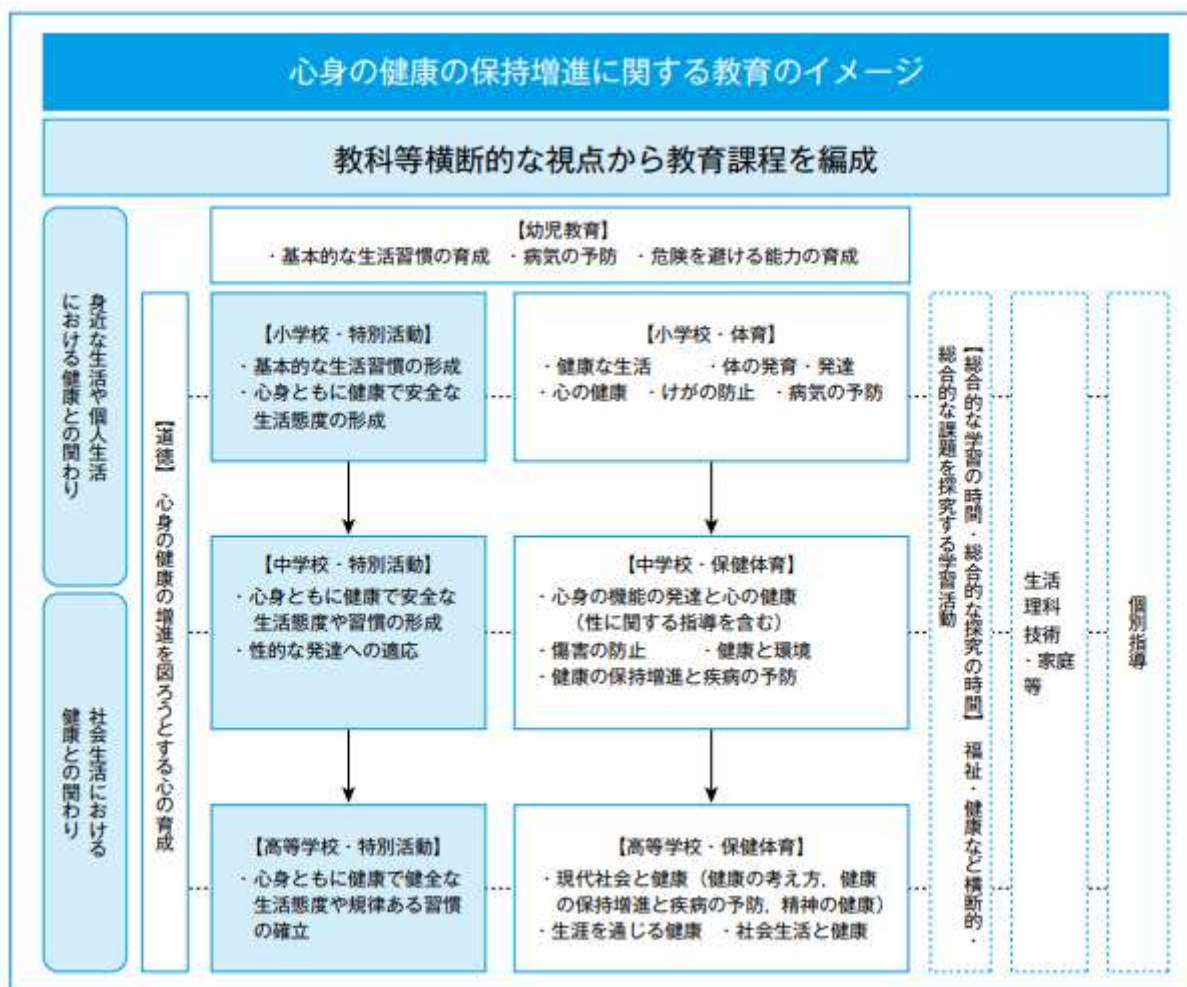 心身の健康の保持増進に関する教育のイメージ
教科等横断的な視点から教育課程を編成
身近な生活や個人生活
における健康との関わり
社会生活における
健康との関わり
【道徳】 心身の健康の増進を図ろうとする心の育成
【幼児教育】
・基本的な生活習慣の育成 ・病気の予防 ・危険を避ける能力の育成
【小学校・特別活動】
・基本的な生活習慣の形成
・心身ともに健康で安全な
生活態度の形成
【小学校・体育】
・健康な生活 ・体の発育・発達
・心の健康 ・けがの防止 ・病気の予防
【中学校・特別活動】
・心身ともに健康で安全な
生活態度や習慣の形成
・性的な発達への適応
【中学校・保健体育】
・心身の機能の発達と心の健康
（性に関する指導を含む）
・傷害の防止 ・健康と環境
・健康の保持増進と疾病の予防
【高等学校・特別活動】
・心身ともに健康で健全な
生活態度や規律ある習慣
の確立
【高等学校・保健体育】
・現代社会と健康（健康の考え方，健康
の保持増進と疾病の予防，精神の健康）
・生涯を通じる健康 ・社会生活と健康
【総合的な学習の時間・総合的な探究の時間】 福祉・健康など横断的・
総合的な課題を探究する学習活動
生活
理科
技術
・家庭
等
個別指導